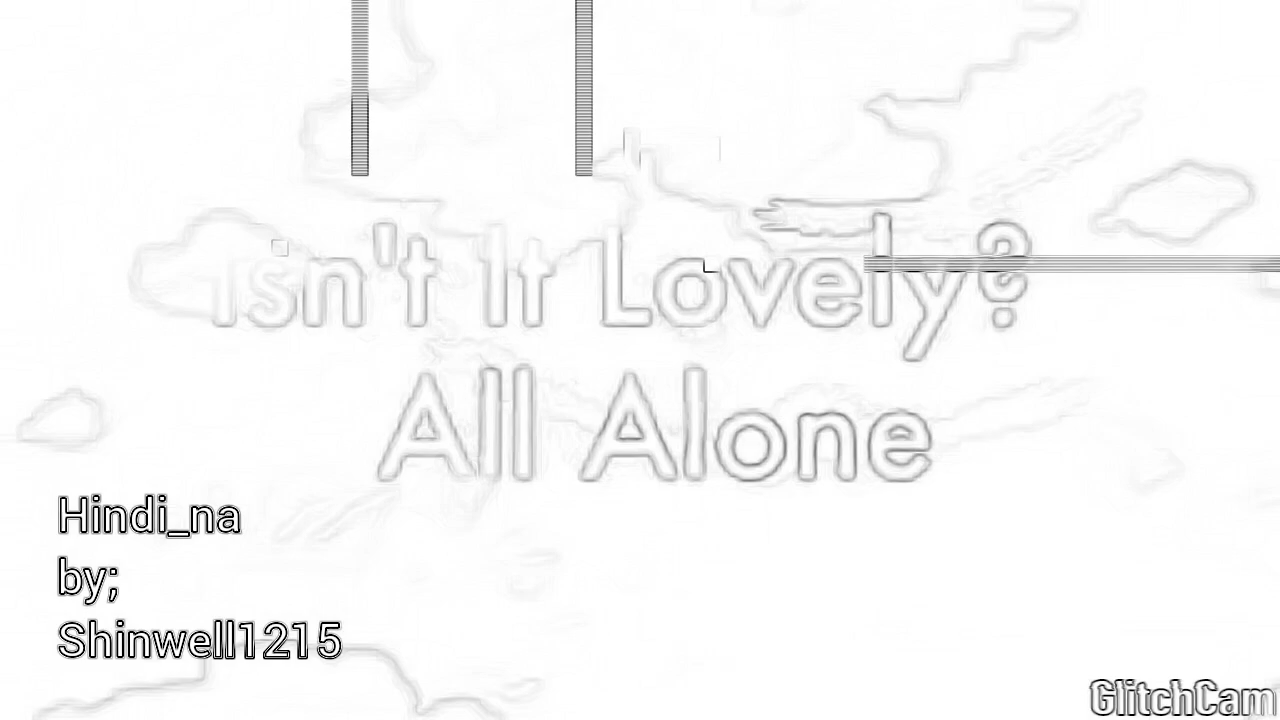 Isn't It Lovely?
All Alone
Hindi_na
by;
Shinwell1215
GlitchCam